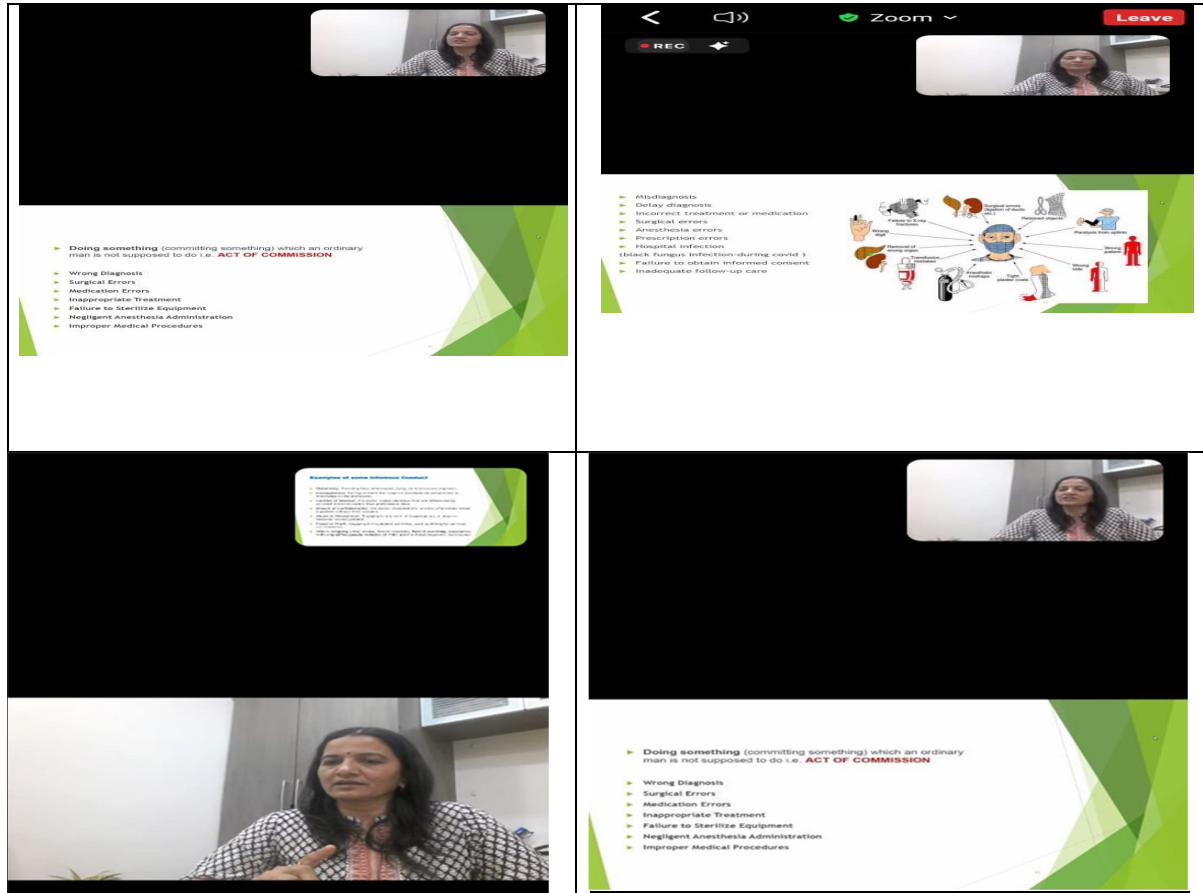 Zoom
Leave
REC
Doing something (committing something) which an ordinary
man is not supposed to do i.e. ACT OF COMMISSION
Wrong Diagnosis
Surgical Errors
Medication Errors
Inappropriate Treatment
Failure to Sterilize Equipment
Negligent Anesthesia Administration
Improper Medical Procedures
Misdiagnosis
Delay diagnosis
Incorrect treatment or medication
Surgical errors
Anesthesia errors
Prescription errors
Hospital infection
(black fungus infection-during covid )
Failure to obtain informed consent
Inadequate follow-up care
Surgical errors
(ligation of ducts
etc.)
Retained objects
Failure to X-ray
fractures
Paralysis from splints
Wrong
digit
Removal of
wrong organ
Wrong
patient
Transfusion
mistakes
Wrong
side
Anesthetic
mishaps
Tight
plaster casts
Examples of some Infamous Conduct
Doing something (committing something) which an ordinary
man is not supposed to do i.e. ACT OF COMMISSION
Wrong Diagnosis
Surgical Errors
Medication Errors
Inappropriate Treatment
Failure to Sterilize Equipment
Negligent Anesthesia Administration
Improper Medical Procedures